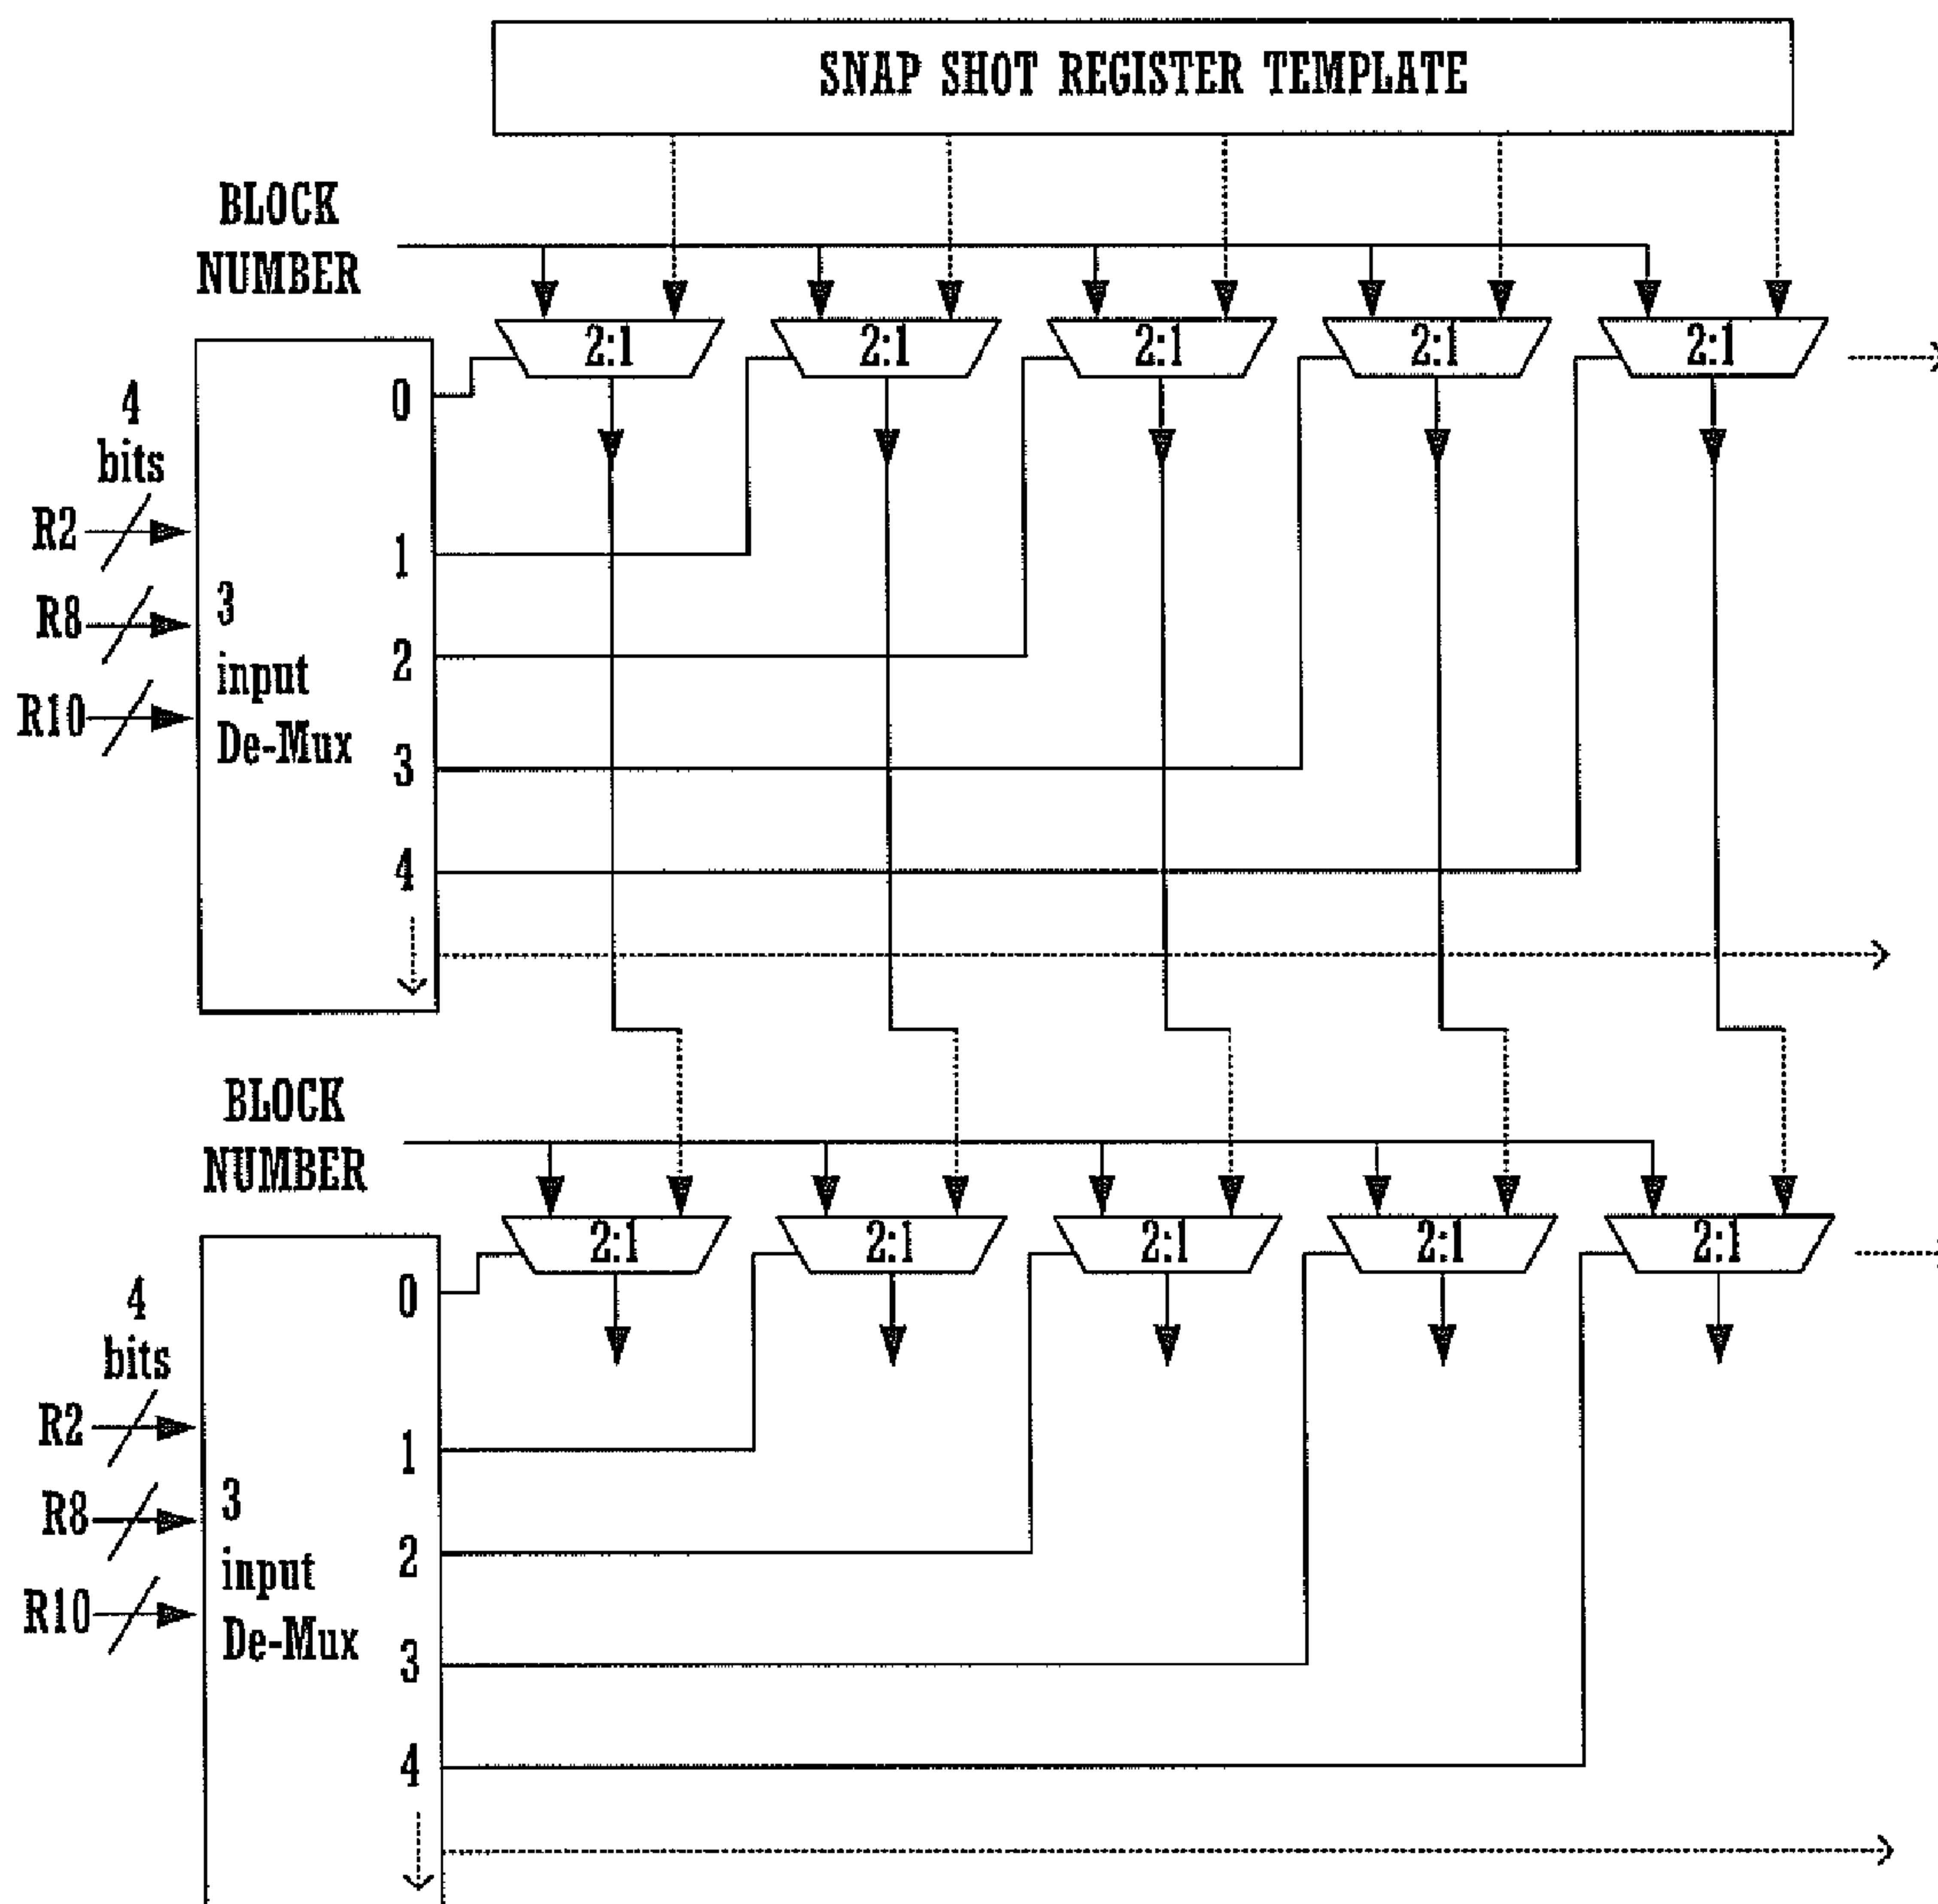 SNAP SHOT REGISTER TEMPLATE
BLOCK
NUMBER
2:1 2:1 2:1 2:1 2:1
0
4
bits
R2
1
R8
3
2
input
R10
De-Mux
3
4
BLOCK
NUMBER
2:1 2:1 2:1 2:1 2:1
0
4
bits
R2
1
3
R8
2
input
R10
De-Mux
3
4